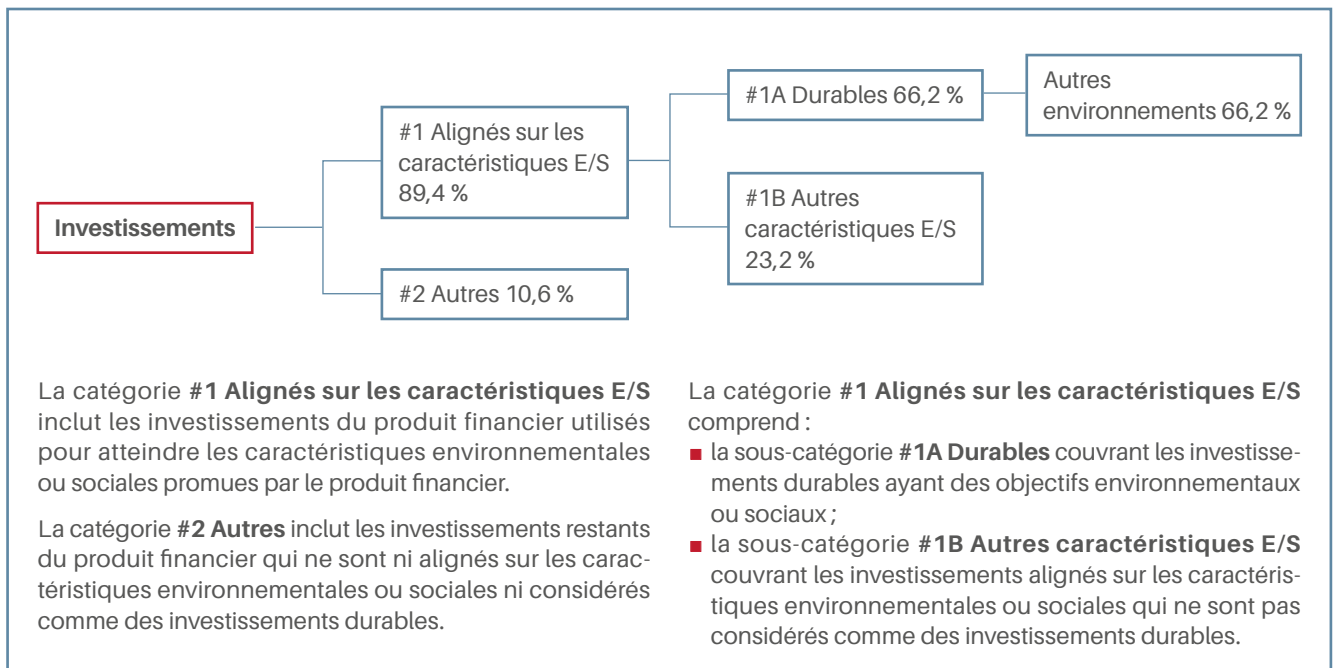 Investissements
#1 Alignés sur les
caractéristiques E/S
89,4 %
#2 Autres 10,6 %
#1A Durables 66,2 %
#1B Autres
caractéristiques E/S
23,2 %
Autres
environnements 66,2 %
La catégorie #1 Alignés sur les caractéristiques E/S
inclut les investissements du produit financier utilisés
pour atteindre les caractéristiques environnementales
ou sociales promues par le produit financier.
La catégorie #2 Autres inclut les investissements restants
du produit financier qui ne sont ni alignés sur les carac-
téristiques environnementales ou sociales ni considérés
comme des investissements durables.
La catégorie #1 Alignés sur les caractéristiques E/S
comprend :
■ la sous-catégorie #1A Durables couvrant les investisse-
ments durables ayant des objectifs environnementaux
ou sociaux ;
■ la sous-catégorie #1B Autres caractéristiques E/S
couvrant les investissements alignés sur les caractéris-
tiques environnementales ou sociales qui ne sont pas
considérés comme des investissements durables.